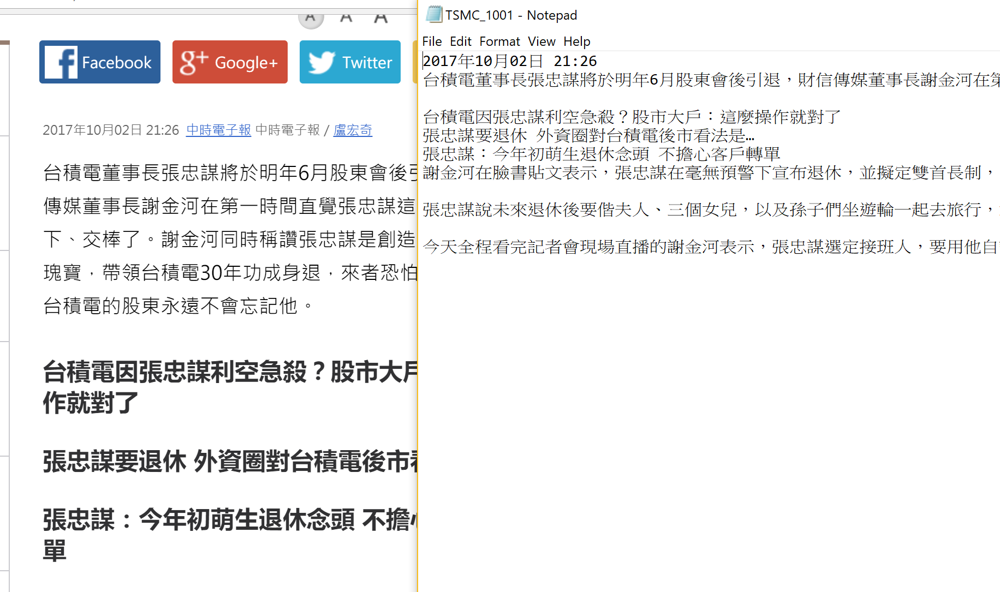 A A A
Facebook
g+ Google+
Twitter
2017年10月02日 21:26 中時電子報 中時電子報 / 盧宏奇
台積電董事長張忠謀將於明年6月股東會後
傳媒董事長謝金河在第一時間直覺張忠謀這
下、交棒了。謝金河同時稱讚張忠謀是創造
瑰寶，帶領台積電30年功成身退，來者恐怕
台積電的股東永遠不會忘記他。
台積電因張忠謀利空急殺？股市大戶
作就對了
張忠謀要退休 外資圈對台積電後市
張忠謀：今年初萌生退休念頭 不擔
單
TSMC_1001 - Notepad
File Edit Format View Help
2017年10月02日 21:26
台積電董事長張忠謀將於明年6月股東會後引退，財信傳媒董事長謝金河在第
台積電因張忠謀利空急殺？股市大戶：這麼操作就對了
張忠謀要退休 外資圈對台積電後市看法是…
張忠謀：今年初萌生退休念頭 不擔心客戶轉單
謝金河在臉書貼文表示，張忠謀在毫無預警下宣布退休，並擬定雙首長制，
張忠謀說未來退休後要偕夫人、三個女兒，以及孫子們坐遊輪一起去旅行，
今天全程看完記者會現場直播的謝金河表示，張忠謀選定接班人，要用他自